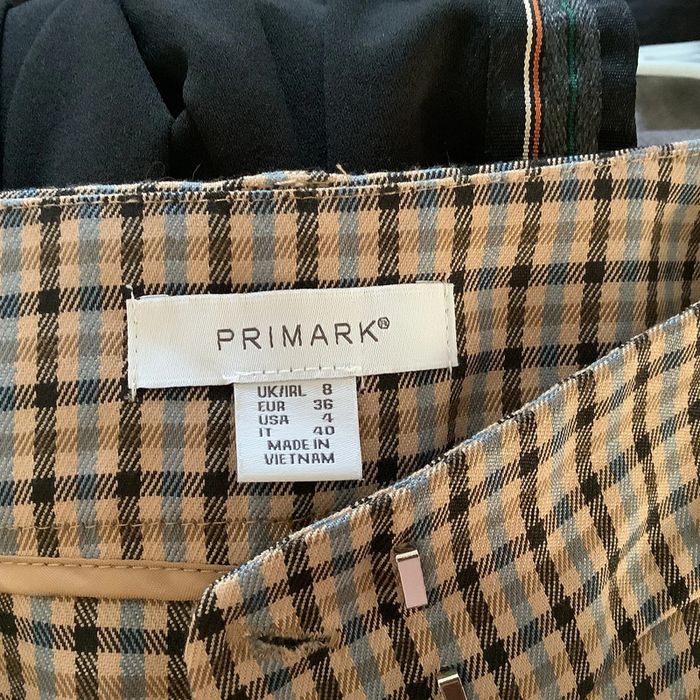 PRIMARK®
UK/IRL 8
EUR 36
USA 4
IT 40
MADE IN
VIETNAM